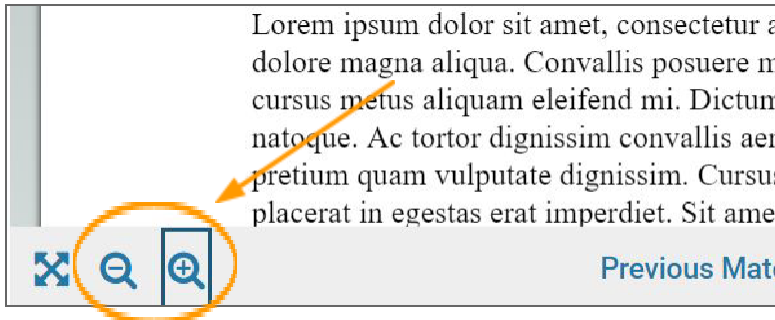 Lorem ipsum dolor sit amet, consectetur
dolore magna aliqua. Convallis posuere
cursus metus aliquam eleifend mi. Dictum
natoque. Ac tortor dignissim convallis
pretium quam vulputate dignissim. Cursus
placerat in egestas erat imperdiet. Sit
Previous